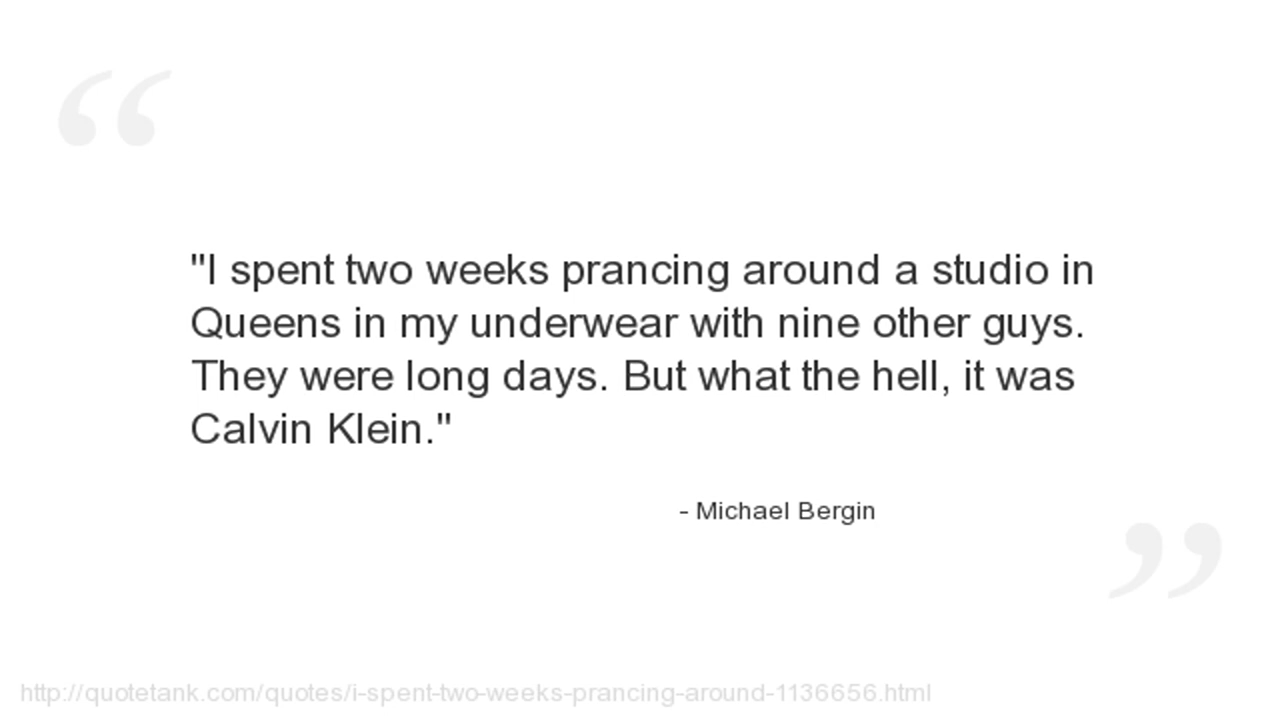 "I spent two weeks prancing around a studio in
Queens in my underwear with nine other guys.
They were long days. But what the hell, it was
Calvin Klein."
- Michael Bergin
http://quotetank.com/quotes/i-spent-two-weeks-prancing-around-1136656.html